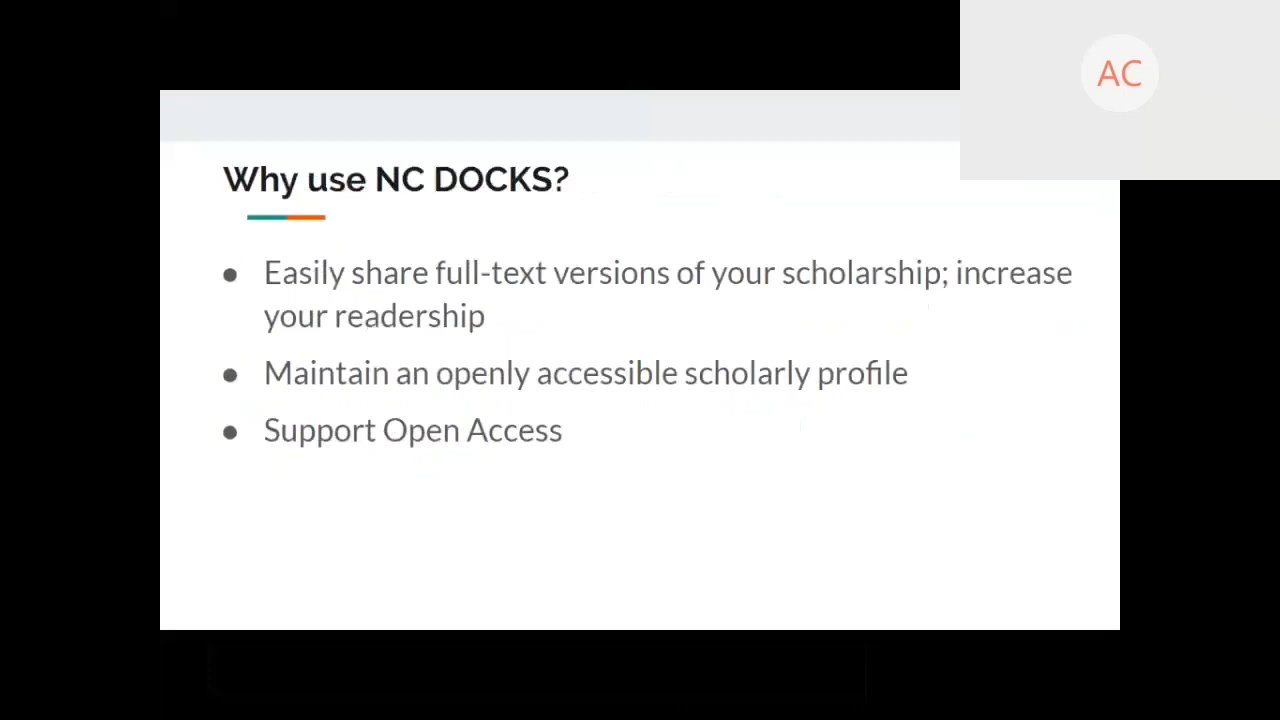 AC
Why use NC DOCKS?
● Easily share full-text versions of your scholarship; increase
your readership
● Maintain an openly accessible scholarly profile
● Support Open Access